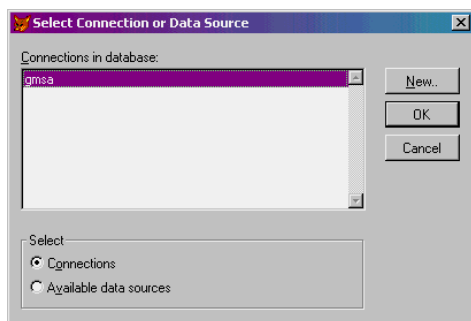 Select Connection or Data Source
Connections in database:
gmsa
New..
OK
Cancel
Select
Connections
Available data sources